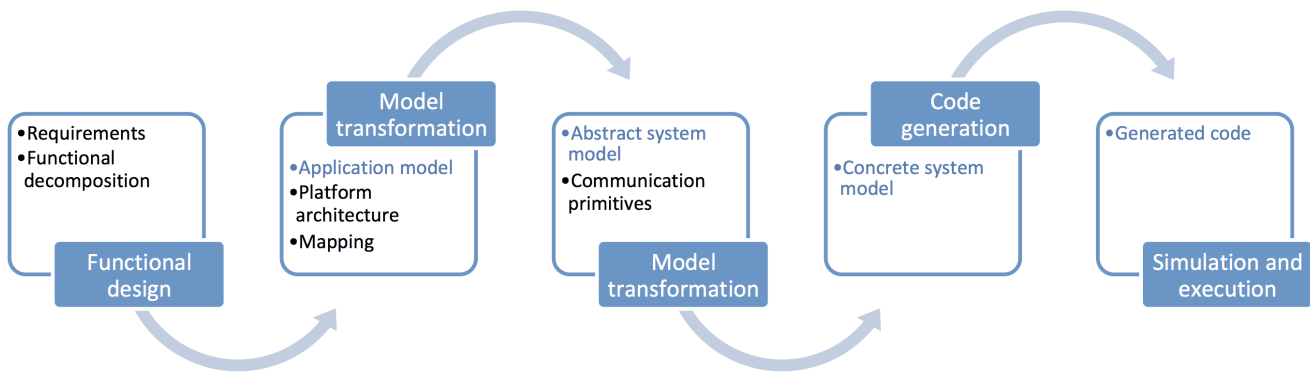 •Requirements
•Functional
decomposition
Functional
design
Model
transformation
•Application model
•Platform
architecture
•Mapping
•Abstract system
model
•Communication
primitives
Model
transformation
Code
generation
•Concrete system
model
•Generated code
Simulation and
execution